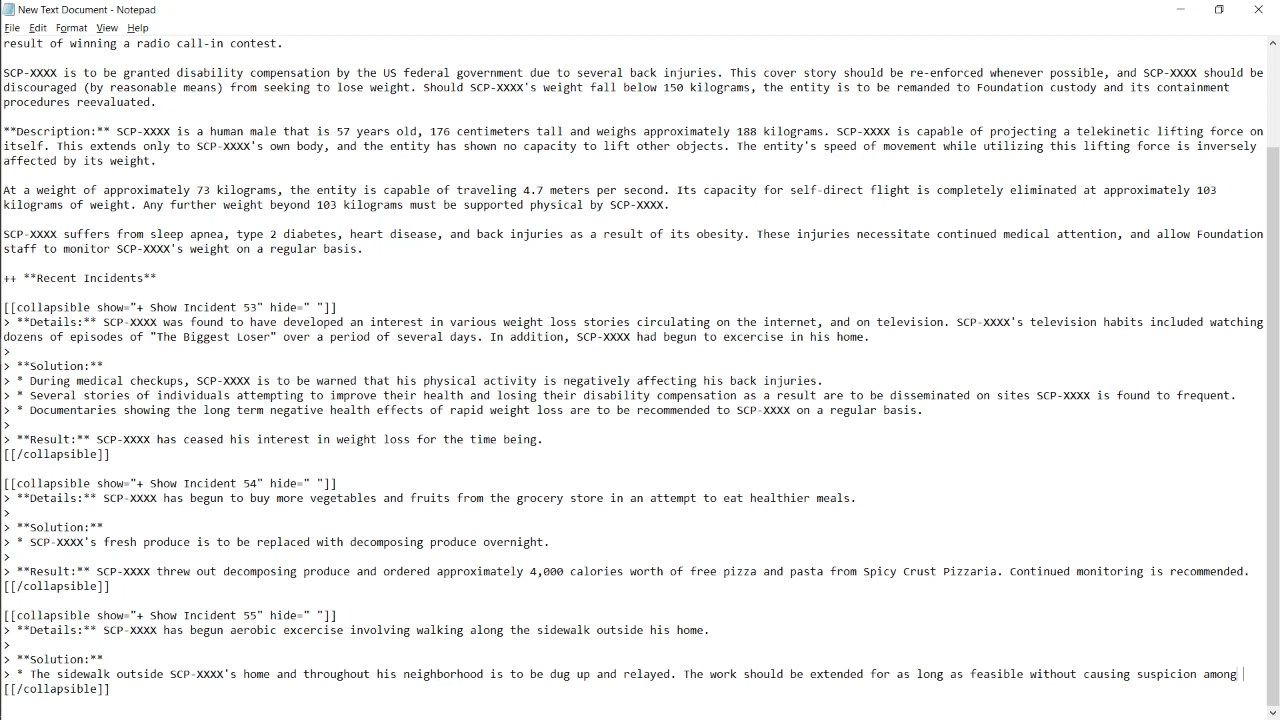 New Text Document - Notepad
File Edit Format View Help
result of winning a radio call-in contest.
SCP-XXXX is to be granted disability compensation by the US federal government due to several back injuries. This cover story should be re-enforced whenever possible, and SCP-XXXX should be
discouraged (by reasonable means) from seeking to lose weight. Should SCP-XXXX's weight fall below 150 kilograms, the entity is to be remanded to Foundation custody and its containment
procedures reevaluated.
**Description:** SCP-XXXX is a human male that is 57 years old, 176 centimeters tall and weighs approximately 188 kilograms. SCP-XXXX is capable of projecting a telekinetic lifting force on
itself. This extends only to SCP-XXXX's own body, and the entity has shown no capacity to lift other objects. The entity's speed of movement while utilizing this lifting force is inversely
affected by its weight.
At a weight of approximately 73 kilograms, the entity is capable of traveling 4.7 meters per second. Its capacity for self-direct flight is completely eliminated at approximately 103
kilograms of weight. Any further weight beyond 103 kilograms must be supported physical by SCP-XXXX.
SCP-XXXX suffers from sleep apnea, type 2 diabetes, heart disease, and back injuries as a result of its obesity. These injuries necessitate continued medical attention, and allow Foundation
staff to monitor SCP-XXXX's weight on a regular basis.
++ **Recent Incidents**
[[collapsible show="+ Show Incident 53" hide=" "]]
> **Details:** SCP-XXXX was found to have developed an interest in various weight loss stories circulating on the internet, and on television. SCP-XXXX's television habits included watching
dozens of episodes of "The Biggest Loser" over a period of several days. In addition, SCP-XXXX had begun to excercise in his home.
>
> **Solution:**
> * During medical checkups, SCP-XXXX is to be warned that his physical activity is negatively affecting his back injuries.
> * Several stories of individuals attempting to improve their health and losing their disability compensation as a result are to be disseminated on sites SCP-XXXX is found to frequent.
> * Documentaries showing the long term negative health effects of rapid weight loss are to be recommended to SCP-XXXX on a regular basis.
>
> **Result:** SCP-XXXX has ceased his interest in weight loss for the time being.
[[/collapsible]]
[[collapsible show="+ Show Incident 54" hide=" "]]
> **Details:** SCP-XXXX has begun to buy more vegetables and fruits from the grocery store in an attempt to eat healthier meals.
>
> **Solution:**
> * SCP-XXXX's fresh produce is to be replaced with decomposing produce overnight.
>
> **Result:** SCP-XXXX threw out decomposing produce and ordered approximately 4,000 calories worth of free pizza and pasta from Spicy Crust Pizzaria. Continued monitoring is recommended.
[[/collapsible]]
[[collapsible show="+ Show Incident 55" hide=" "]]
> **Details:** SCP-XXXX has begun aerobic excercise involving walking along the sidewalk outside his home.
>
> **Solution:**
> * The sidewalk outside SCP-XXXX's home and throughout his neighborhood is to be dug up and relayed. The work should be extended for as long as feasible without causing suspicion among
[[/collapsible]]